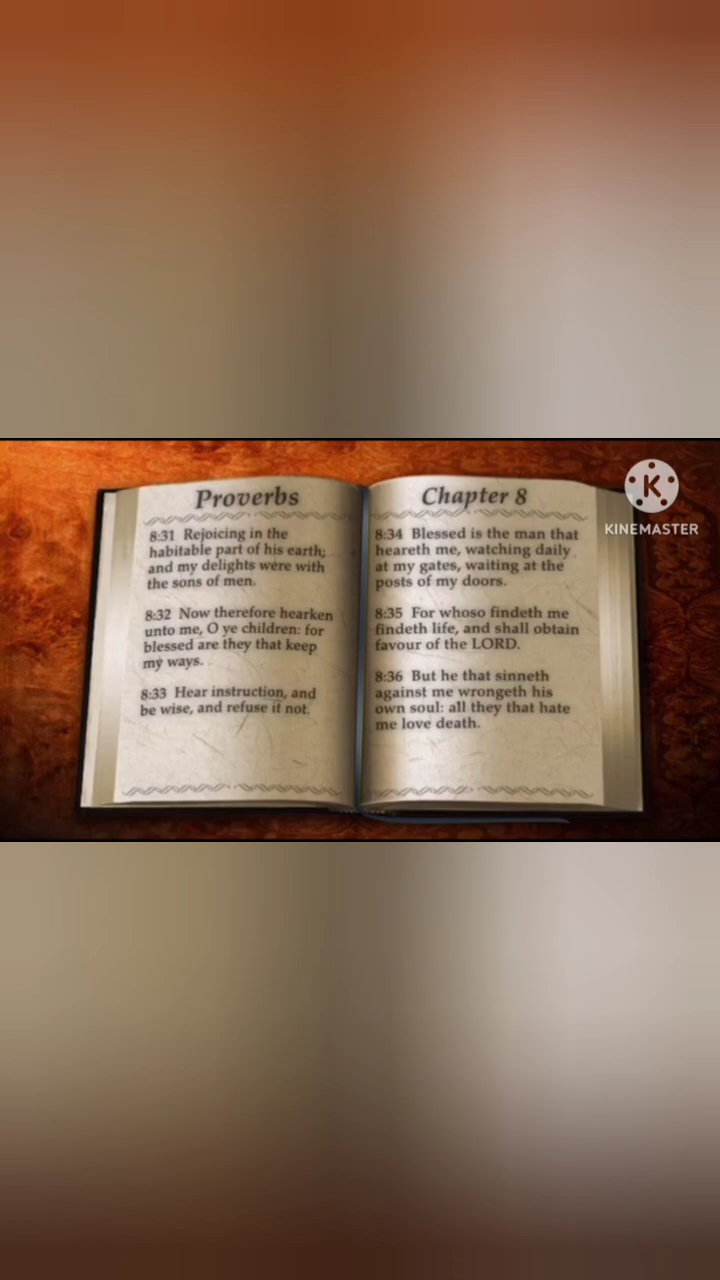 Proverbs
8:31 Rejoicing in the
habitable part of his earth;
and my delights were with
the sons of men.
8:32 Now therefore hearken
unto me, O ye children: for
blessed are they that keep
my ways.
8:33 Hear instruction, and
be wise, and refuse it not.
Chapter 8
8:34 Blessed is the man that
heareth me, watching daily
at my gates, waiting at the
posts of my doors.
8:35 For whoso findeth me
findeth life, and shall obtain
favour of the LORD.
8:36 But he that sinneth
against me wrongeth his
own soul: all they that hate
me love death.
K
KINEMASTER